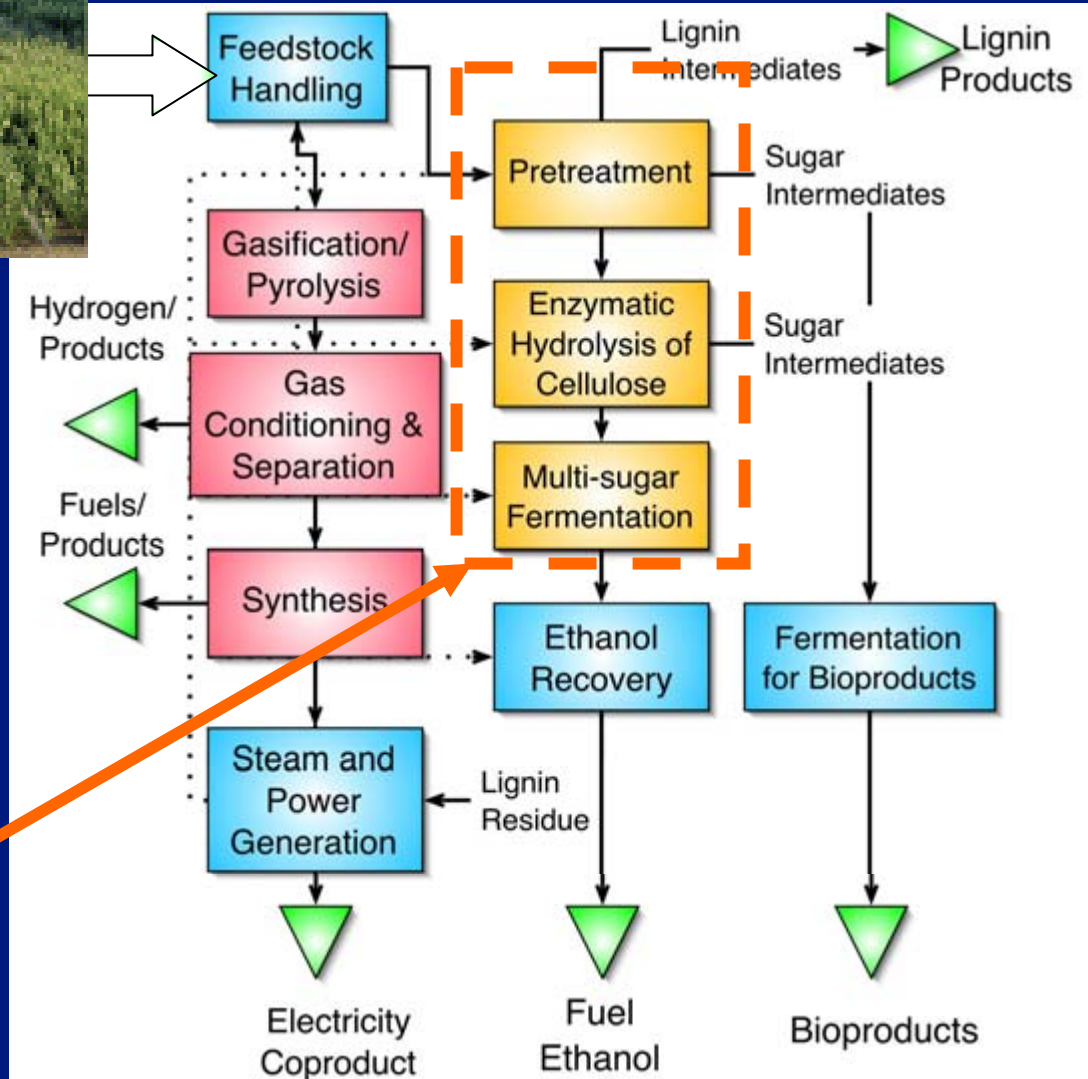 Feedstock
Handling
Lignin
Intermediates
Lignin
Products
Pretreatment
Sugar
Intermediates
Gasification/
Pyrolysis
Hydrogen/
Products
Enzymatic
Hydrolysis of
Cellulose
Sugar
Intermediates
Gas
Conditioning &
Separation
Multi-sugar
Fermentation
Fuels/
Products
Synthesis
Ethanol
Recovery
Fermentation
for Bioproducts
Steam and
Power
Generation
Lignin
Residue
Electricity
Coproduct
Fuel
Ethanol
Bioproducts